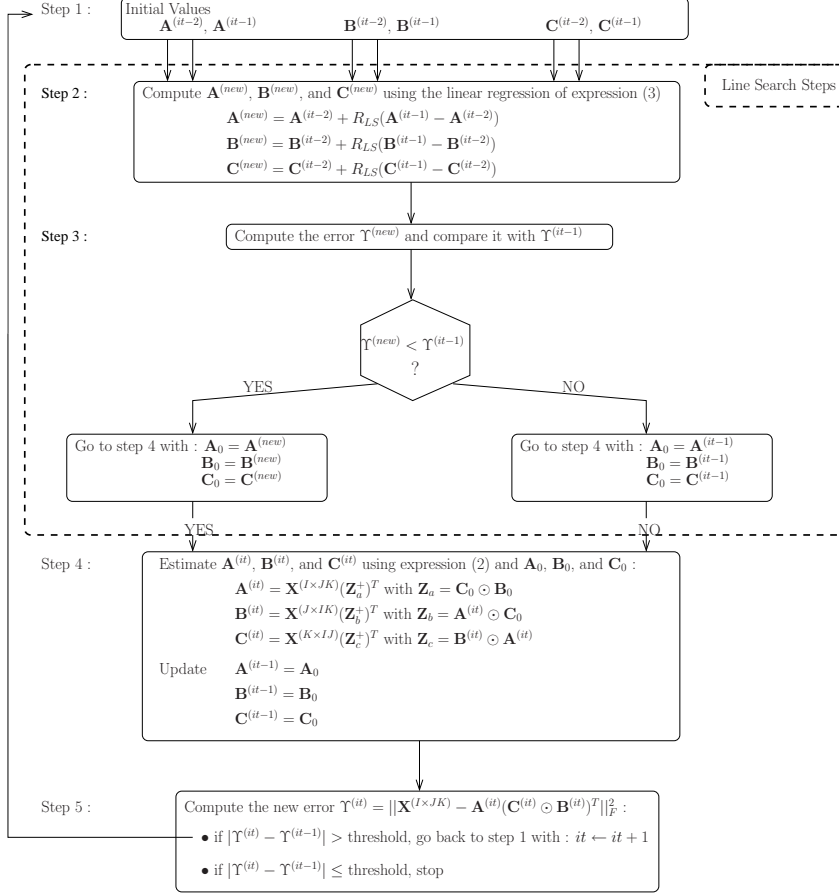 Step 1 :
Initial Values
A^(it−2), A^(it−1) B^(it−2), B^(it−1) C^(it−2), C^(it−1)
Line Search Steps
Step 2 :
Compute A^(new), B^(new), and C^(new) using the linear regression of expression (3)
A^(new) = A^(it−2) + R_LS(A^(it−1) − A^(it−2))
B^(new) = B^(it−2) + R_LS(B^(it−1) − B^(it−2))
C^(new) = C^(it−2) + R_LS(C^(it−1) − C^(it−2))
Step 3 :
Compute the error Υ^(new) and compare it with Υ^(it−1)
Υ^(new) < Υ^(it−1)
?
YES
NO
Go to step 4 with : A_0 = A^(new)
B_0 = B^(new)
C_0 = C^(new)
Go to step 4 with : A_0 = A^(it−1)
B_0 = B^(it−1)
C_0 = C^(it−1)
YES
NO
Step 4 :
Estimate A^(it), B^(it), and C^(it) using expression (2) and A_0, B_0, and C_0 :
A^(it) = X^(I×JK)(Z_a^+)^T with Z_a = C_0 ⊙ B_0
B^(it) = X^(J×IK)(Z_b^+)^T with Z_b = A^(it) ⊙ C_0
C^(it) = X^(K×IJ)(Z_c^+)^T with Z_c = B^(it) ⊙ A^(it)
Update A^(it−1) = A_0
B^(it−1) = B_0
C^(it−1) = C_0
Step 5 :
Compute the new error Υ^(it) = ||X^(I×JK) − A^(it)(C^(it) ⊙ B^(it))^T||_F^2 :
• if |Υ^(it) − Υ^(it−1)| > threshold, go back to step 1 with : it ← it + 1
• if |Υ^(it) − Υ^(it−1)| ≤ threshold, stop